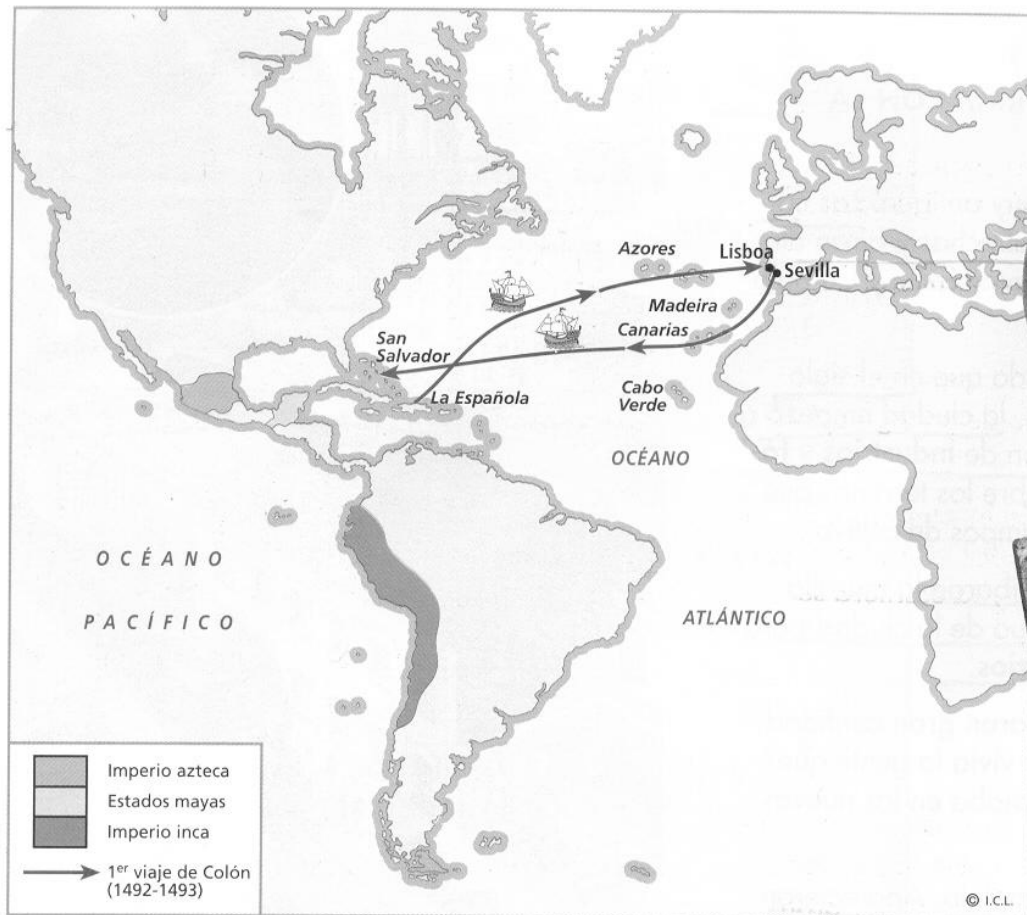 Azores
Lisboa
Sevilla
Madeira
Canarias
San
Salvador
La Española
Cabo
Verde
OCÉANO
ATLÁNTICO
OCÉANO
PACÍFICO
Imperio azteca
Estados mayas
Imperio inca
1er viaje de Colón
(1492-1493)
© I.C.L.